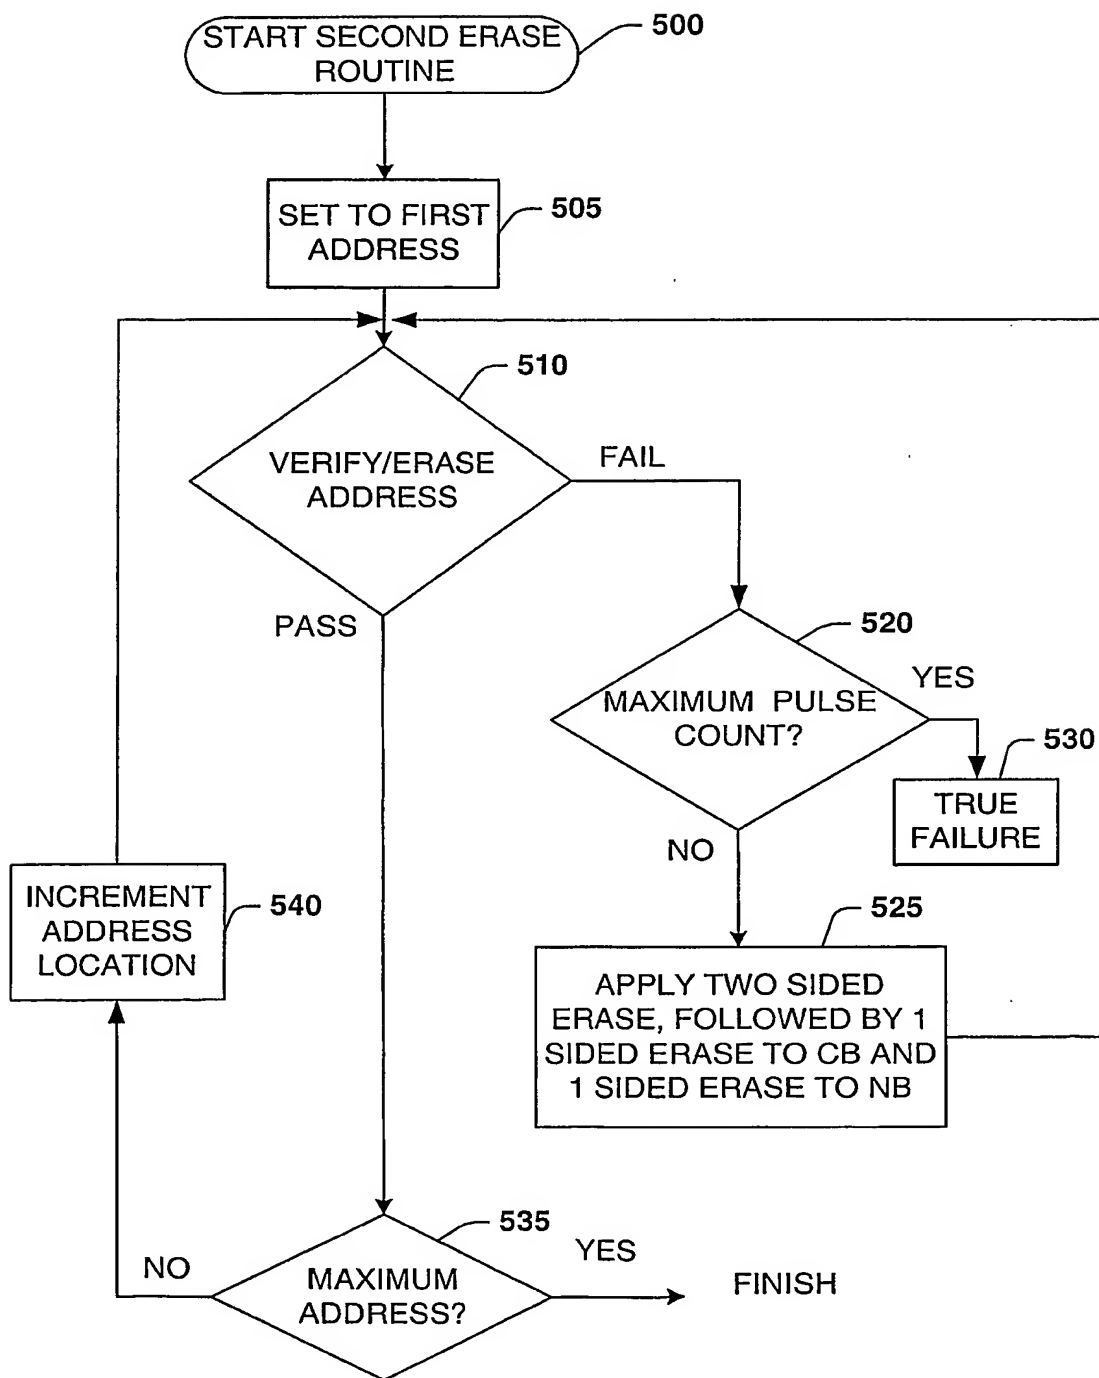 START SECOND ERASE
ROUTINE
500
SET TO FIRST
ADDRESS
505
510
VERIFY/ERASE
ADDRESS
FAIL
PASS
520
MAXIMUM PULSE
COUNT?
YES
530
TRUE
FAILURE
NO
INCREMENT
ADDRESS
LOCATION
540
525
APPLY TWO SIDED
ERASE, FOLLOWED BY 1
SIDED ERASE TO CB AND
1 SIDED ERASE TO NB
535
NO
MAXIMUM
ADDRESS?
YES
FINISH